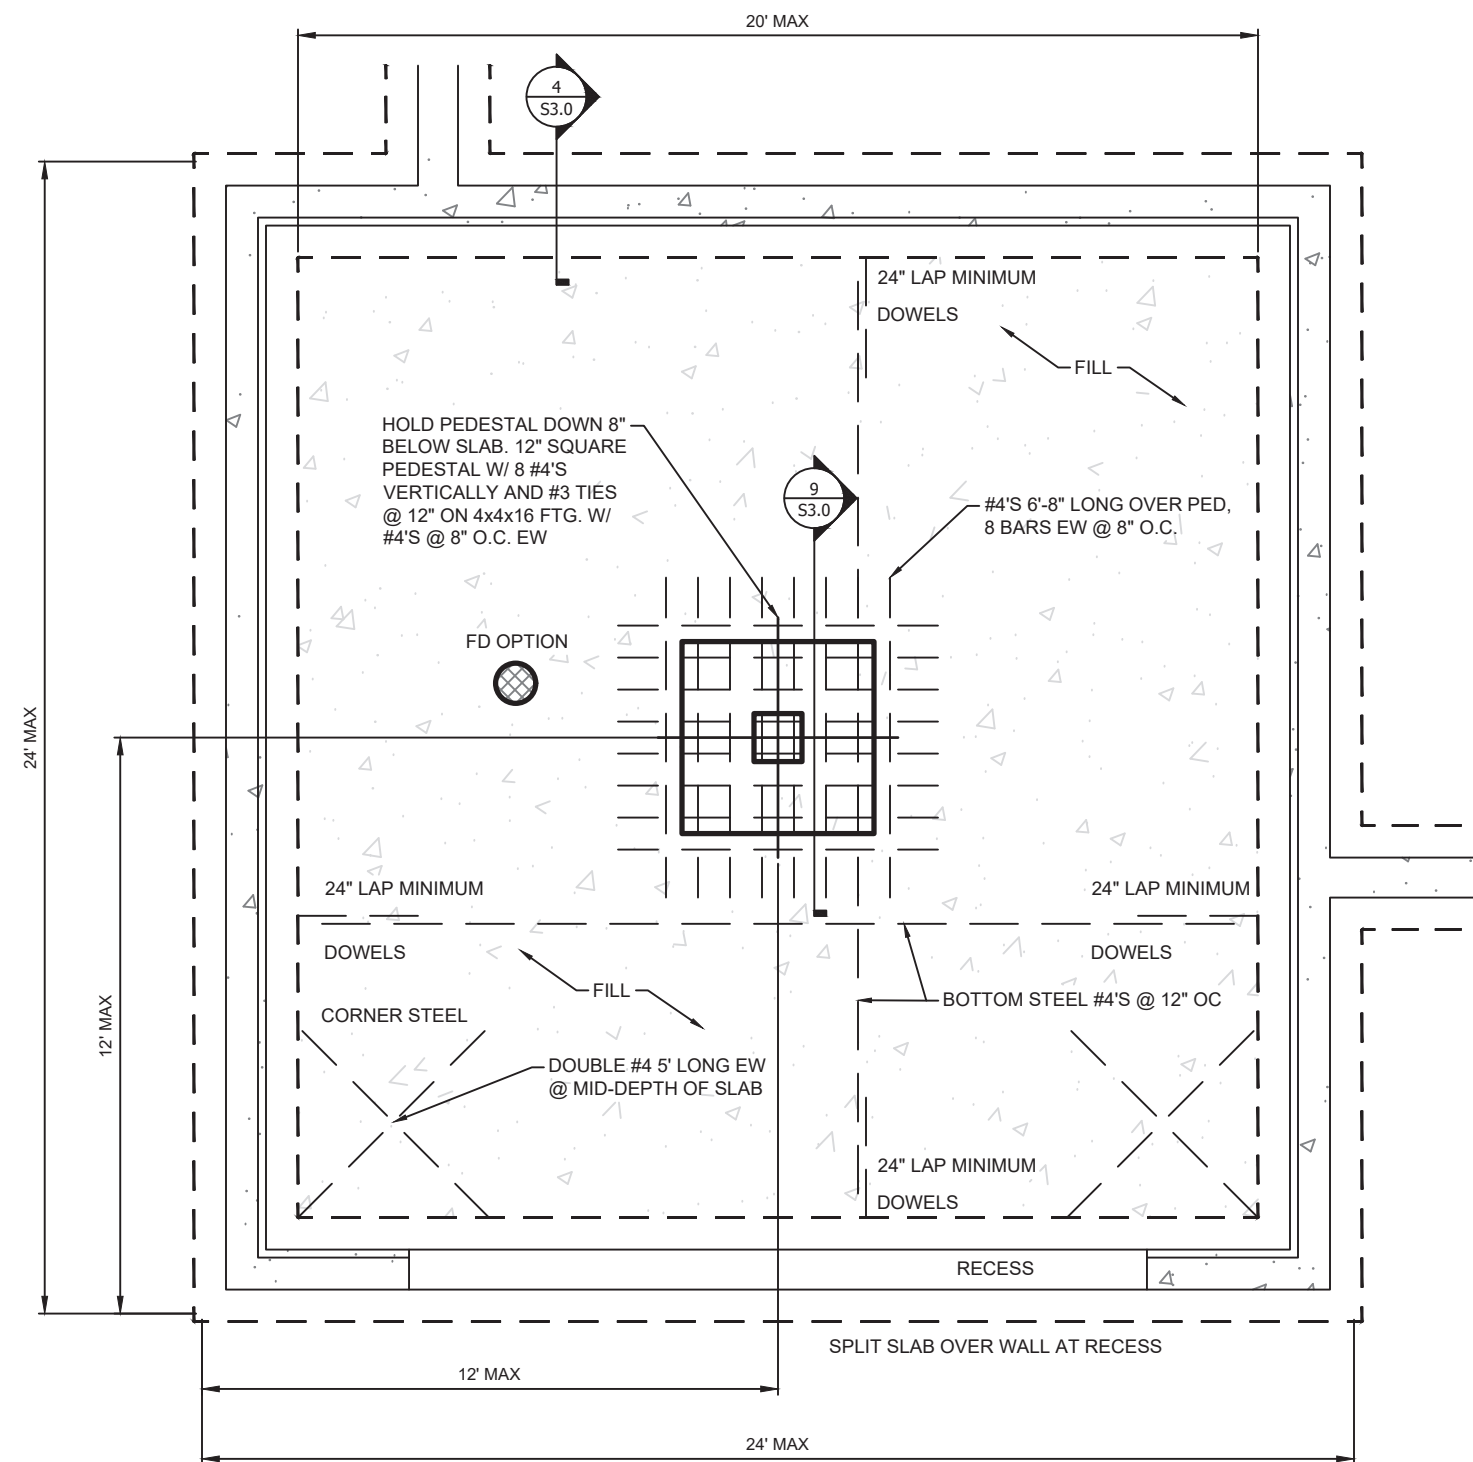 20' MAX
4
S3.0
24" LAP MINIMUM
DOWELS
FILL
HOLD PEDESTAL DOWN 8"
BELOW SLAB. 12" SQUARE
PEDESTAL W/ 8 #4'S
VERTICALLY AND #3 TIES
@ 12" ON 4x4x16 FTG. W/
#4'S @ 8" O.C. EW
9
S3.0
#4'S 6'-8" LONG OVER PED,
8 BARS EW @ 8" O.C.
FD OPTION
24' MAX
24" LAP MINIMUM
24" LAP MINIMUM
DOWELS
DOWELS
FILL
BOTTOM STEEL #4'S @ 12" OC
CORNER STEEL
12' MAX
DOUBLE #4 5' LONG EW
@ MID-DEPTH OF SLAB
24" LAP MINIMUM
DOWELS
RECESS
SPLIT SLAB OVER WALL AT RECESS
12' MAX
24' MAX